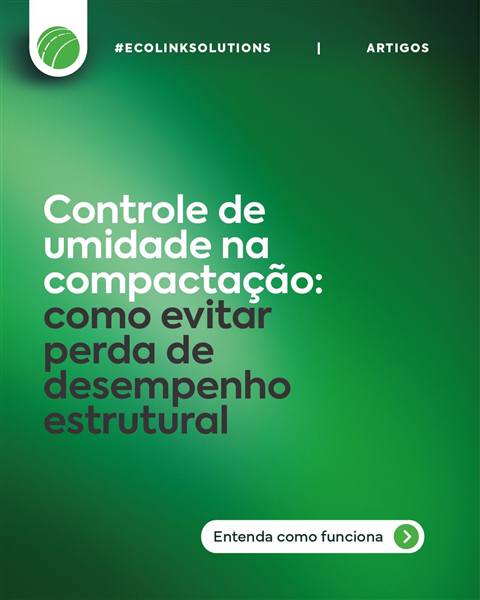 #ECOLINKSOLUTIONS | ARTIGOS
Controle de
umidade na
compactação:
como evitar
perda de
desempenho
estrutural
Entenda como funciona